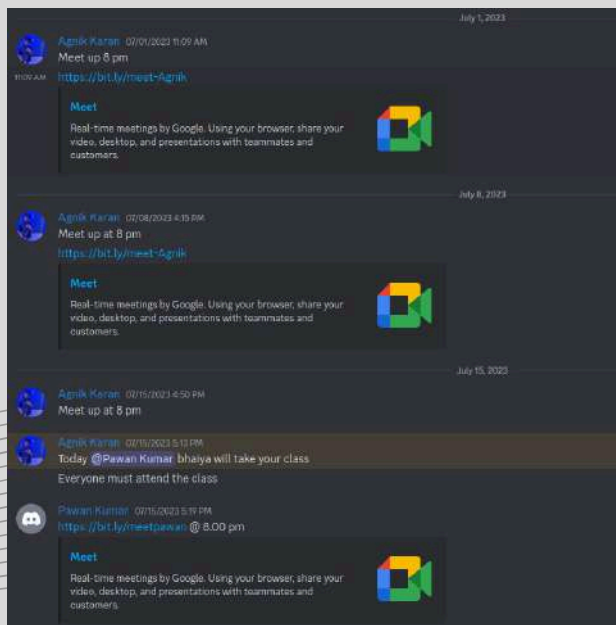 July 1, 2023
Agnik Karan 07/01/2023 11:09 AM
Meet up 8 pm
11:09 AM https://bit.ly/meet-Agnik
Meet
Real-time meetings by Google. Using your browser, share your
video, desktop, and presentations with teammates and
customers.
July 8, 2023
Agnik Karan 07/08/2023 4:15 PM
Meet up at 8 pm
https://bit.ly/meet-Agnik
Meet
Real-time meetings by Google. Using your browser, share your
video, desktop, and presentations with teammates and
customers.
July 15, 2023
Agnik Karan 07/15/2023 4:50 PM
Meet up at 8 pm
Agnik Karan 07/15/2023 5:13 PM
Today @Pawan Kumar bhaiya will take your class
Everyone must attend the class
Pawan Kumar 07/15/2023 5:19 PM
https://bit.ly/meetpawan @ 8.00 pm
Meet
Real-time meetings by Google. Using your browser, share your
video, desktop, and presentations with teammates and
customers.